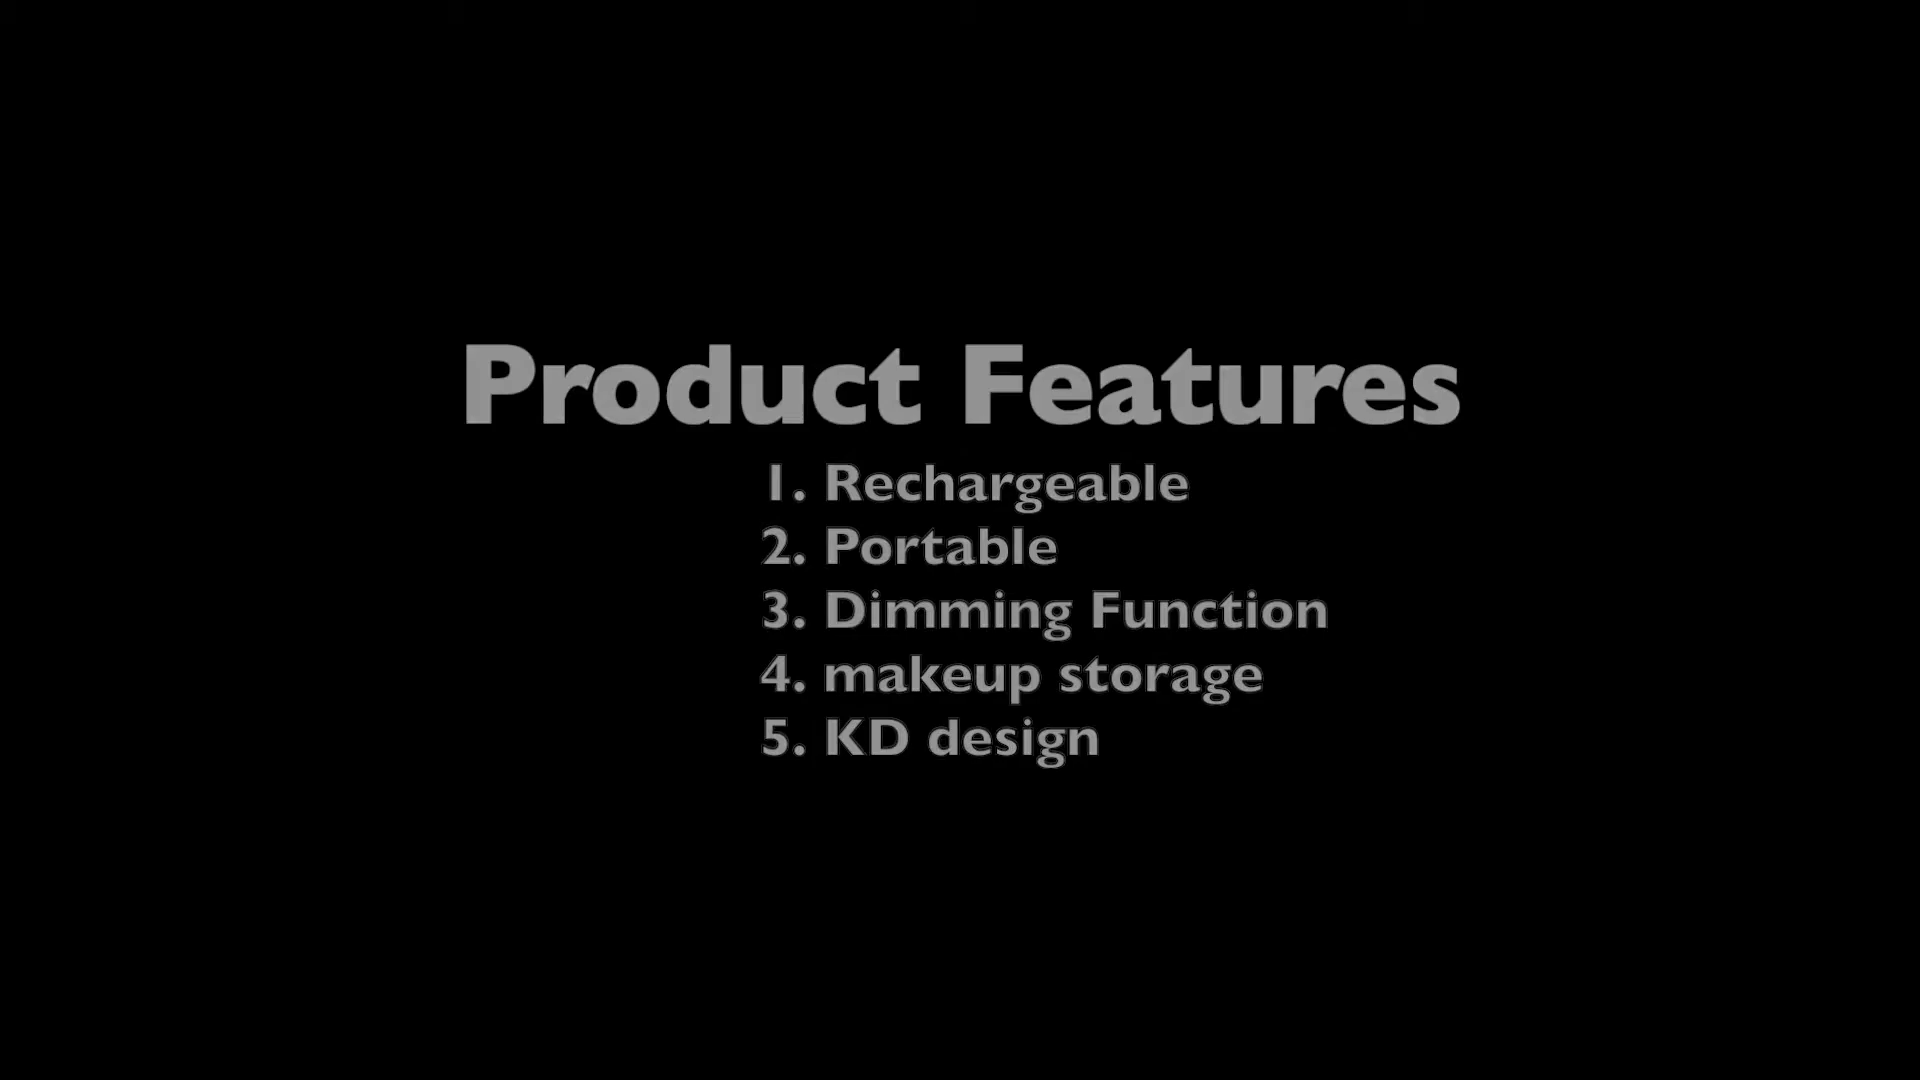 Product Features
1. Rechargeable
2. Portable
3. Dimming Function
4. makeup storage
5. KD design